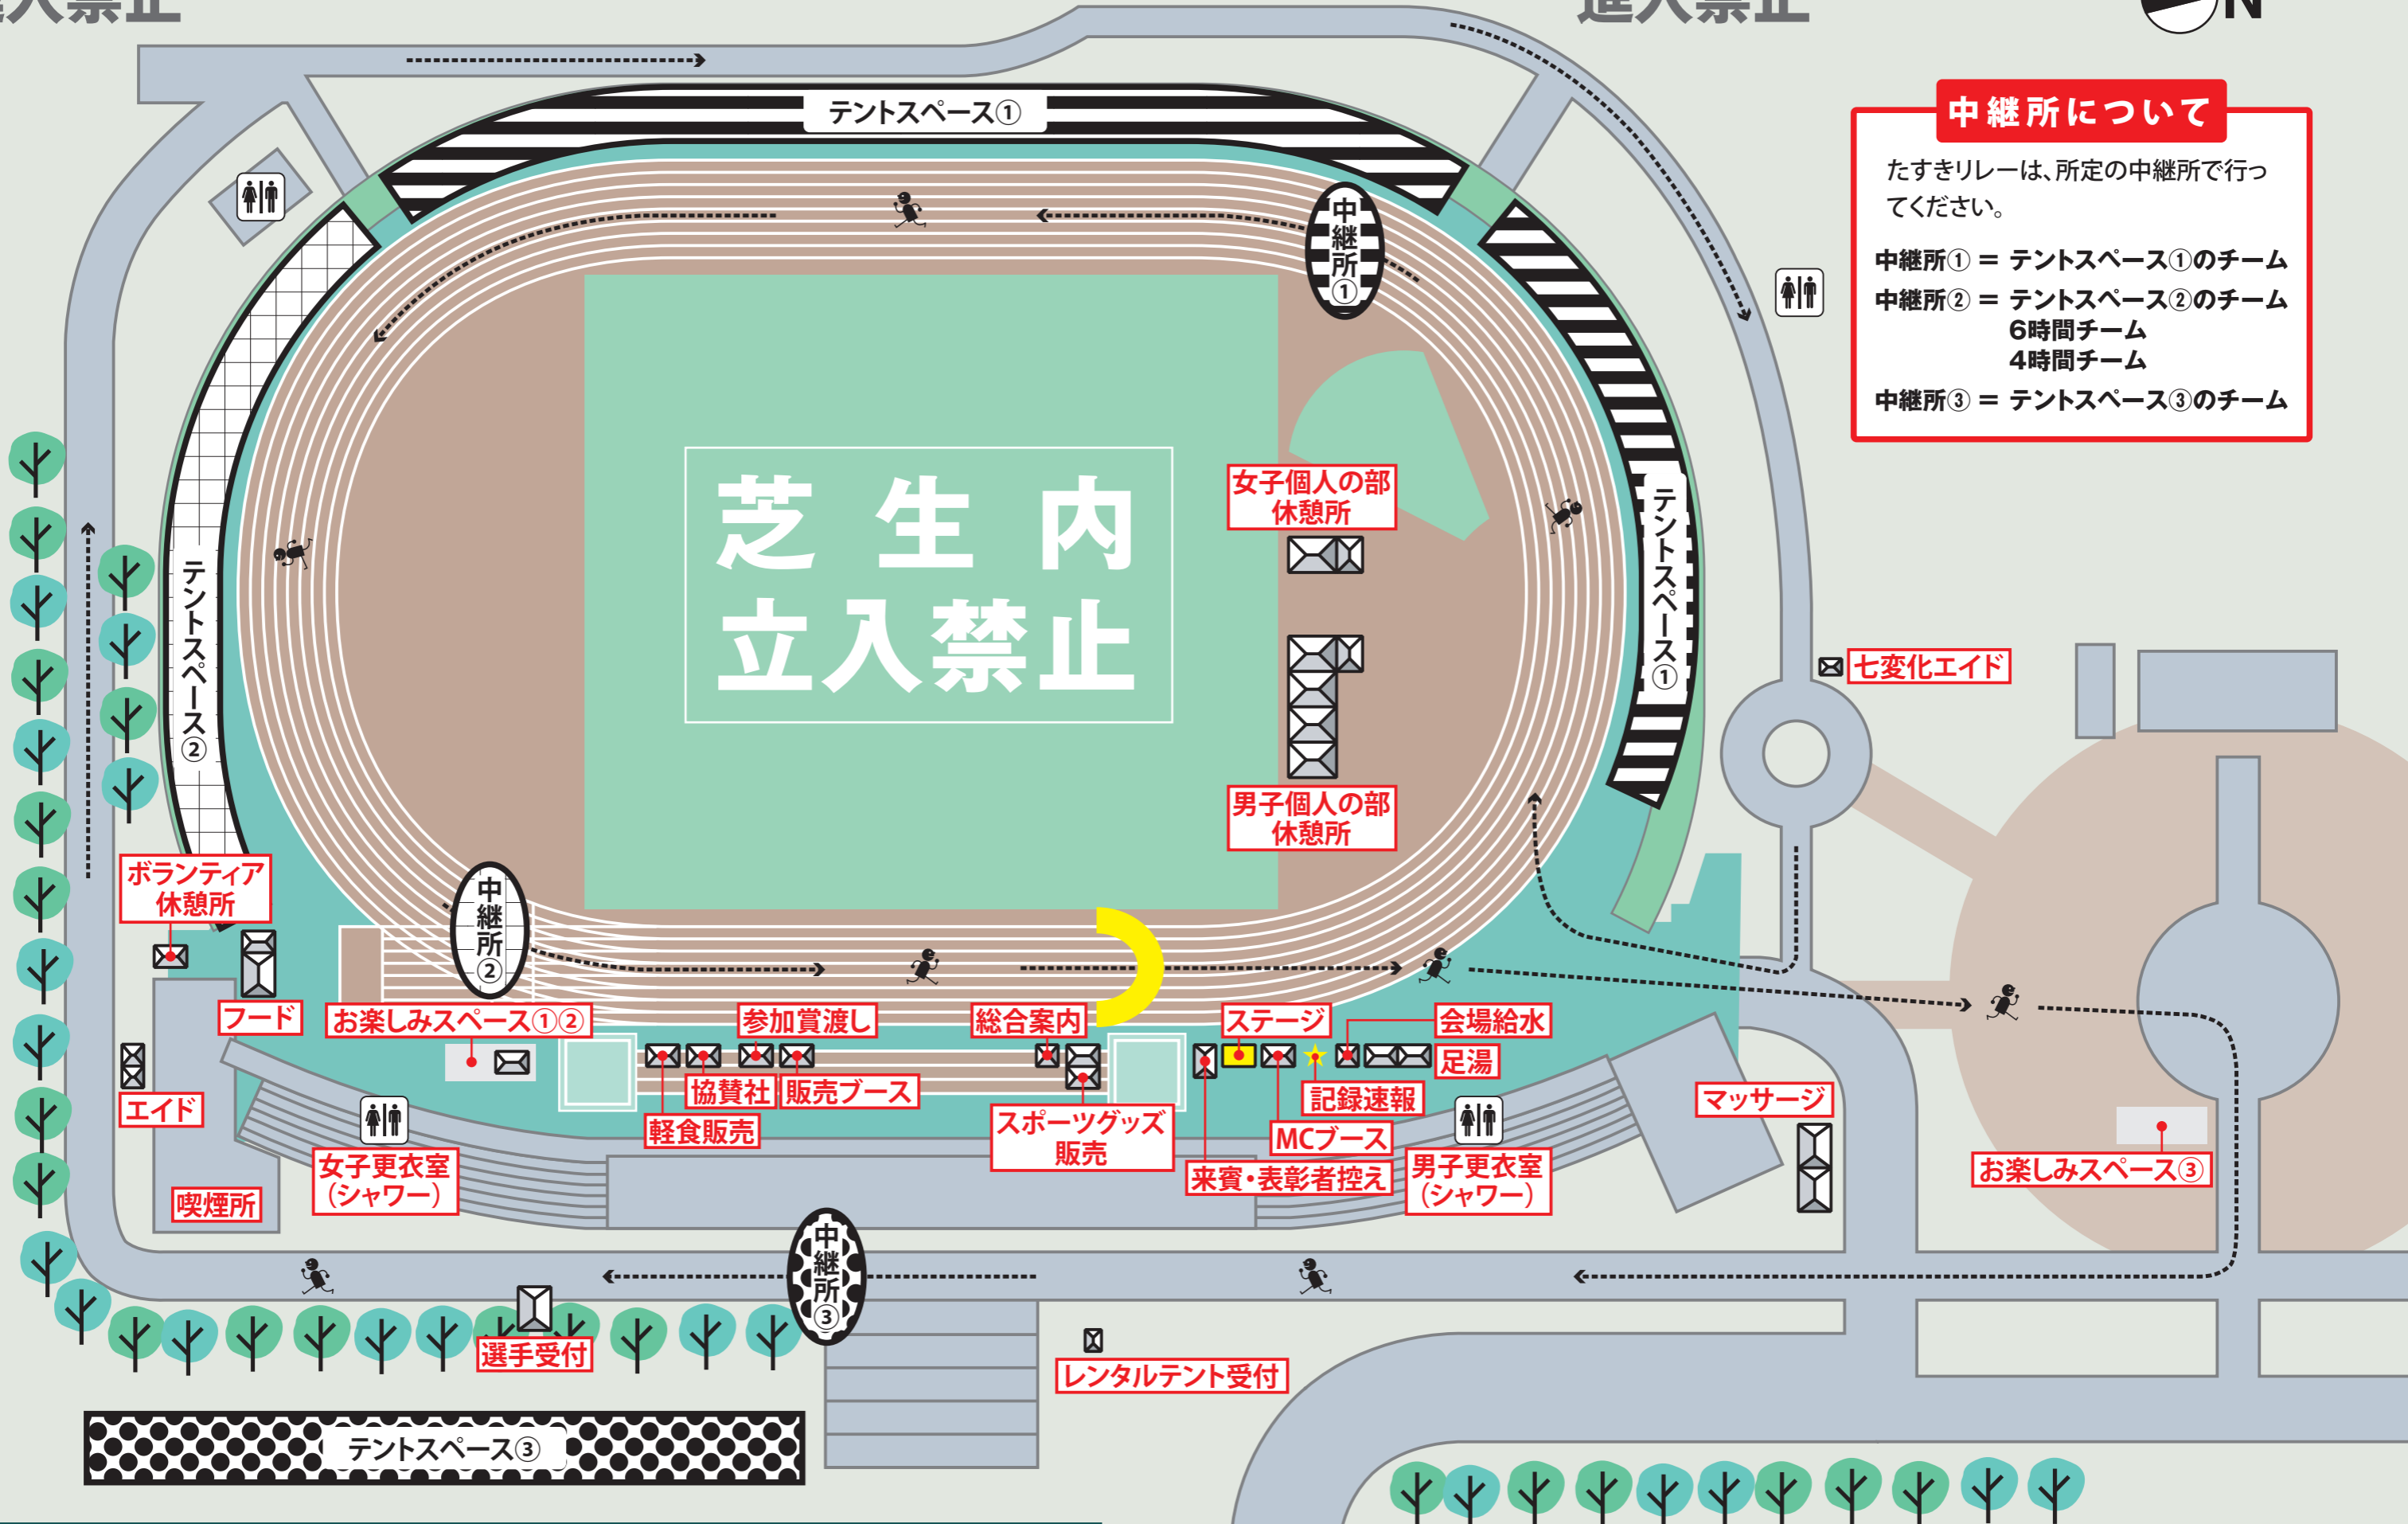 進入禁止
進入禁止
N
テントスペース①
中継所について
たすきリレーは、所定の中継所で行っ
てください。
中継所① ＝ テントスペース①のチーム
中継所② ＝ テントスペース②のチーム
6時間チーム
4時間チーム
中継所③ ＝ テントスペース③のチーム
中継所①
芝生内
立入禁止
女子個人の部
休憩所
テントスペース①
テントスペース②
七変化エイド
男子個人の部
休憩所
ボランティア
休憩所
中継所②
フード
お楽しみスペース①②
参加賞渡し
総合案内
ステージ
会場給水
足湯
エイド
協賛社
販売ブース
記録速報
マッサージ
軽食販売
スポーツグッズ
販売
MCブース
女子更衣室
（シャワー）
来賓・表彰者控え
男子更衣室
（シャワー）
お楽しみスペース③
喫煙所
中継所③
選手受付
レンタルテント受付
テントスペース③